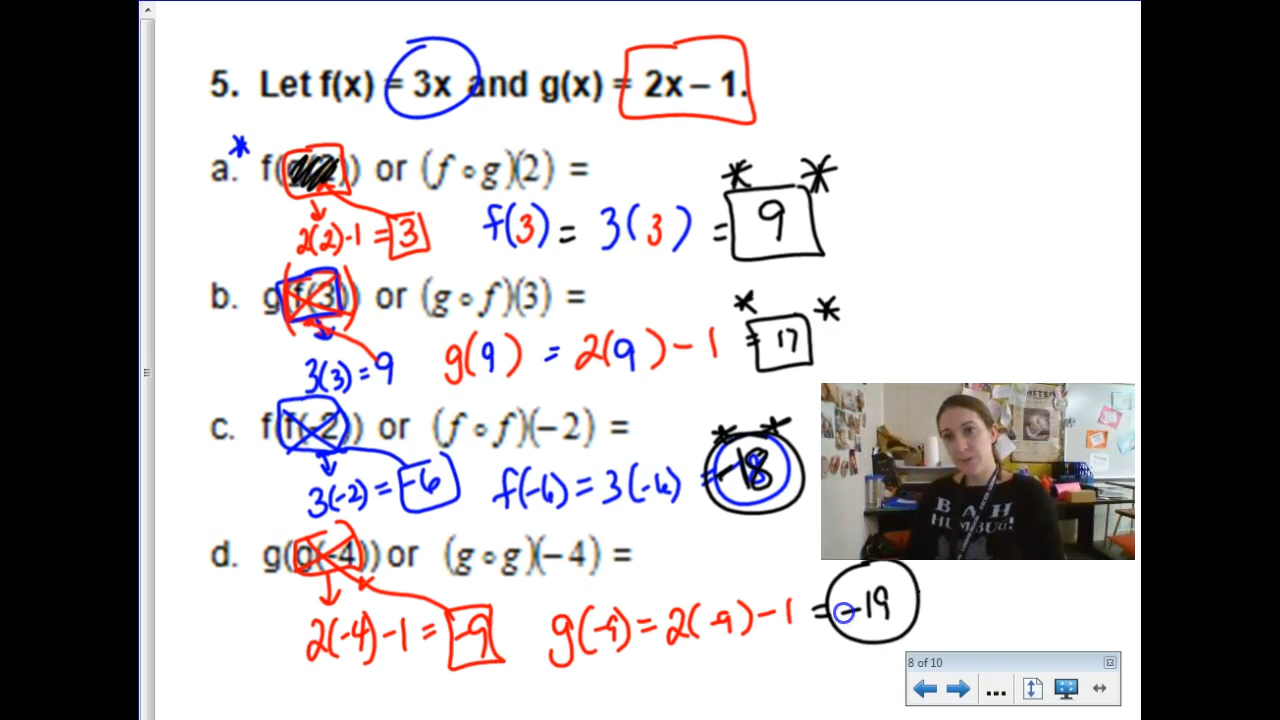 5. Let f(x) = 3x and g(x) = 2x – 1.
a. * f( )) or (f ∘ g)(2) =
2(2)-1 = 3 f(3) = 3(3) = 9
b. g(f(3)) or (g ∘ f)(3) =
3(3) = 9 g(9) = 2(9) - 1 = 17
c. f(f(-2)) or (f ∘ f)(−2) =
3(-2) = -6 f(-6) = 3(-6) = -18
d. g(g(-4)) or (g ∘ g)(−4) =
2(-4) - 1 = -9 g(-9) = 2(-9) - 1 = -19
BAH
HUMBUG!
8 of 10